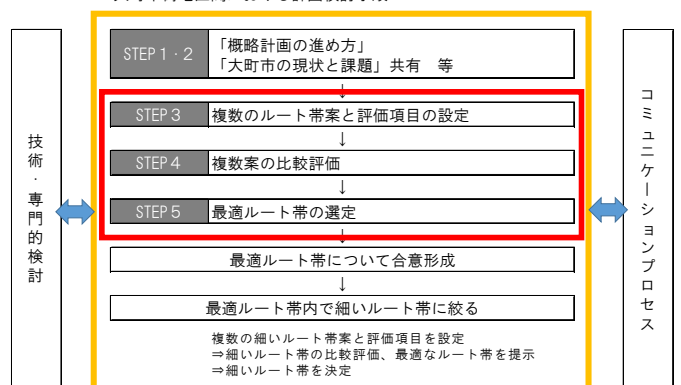 STEP 1・2
「概略計画の進め方」
「大町市の現状と課題」共有 等
↓
STEP 3
複数のルート帯案と評価項目の設定
↓
STEP 4
複数案の比較評価
↓
STEP 5
最適ルート帯の選定
↓
最適ルート帯について合意形成
↓
最適ルート帯内で細いルート帯に絞る
複数の細いルート帯案と評価項目を設定
⇒細いルート帯の比較評価、最適なルート帯を提示
⇒細いルート帯を決定
技術・専門的検討
コミュニケーションプロセス